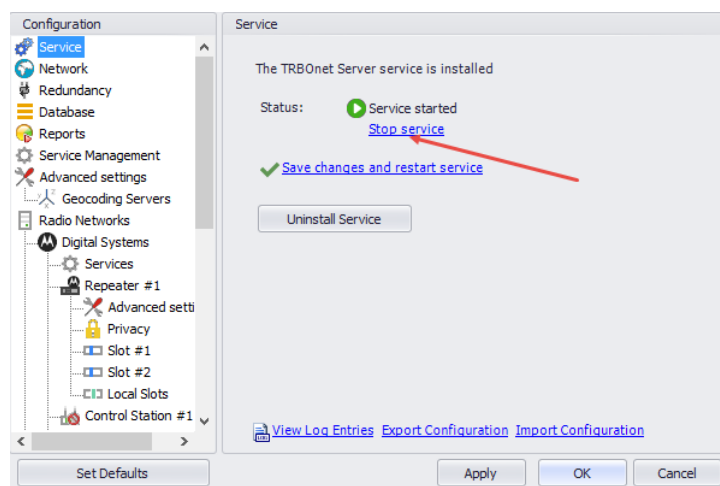 Configuration
Service
Network
Redundancy
Database
Reports
Service Management
Advanced settings
Geocoding Servers
Radio Networks
Digital Systems
Services
Repeater #1
Advanced setti
Privacy
Slot #1
Slot #2
Local Slots
Control Station #1
Set Defaults
Service
The TRBOnet Server service is installed
Status: Service started
Stop service
Save changes and restart service
Uninstall Service
View Log Entries Export Configuration Import Configuration
Apply OK Cancel